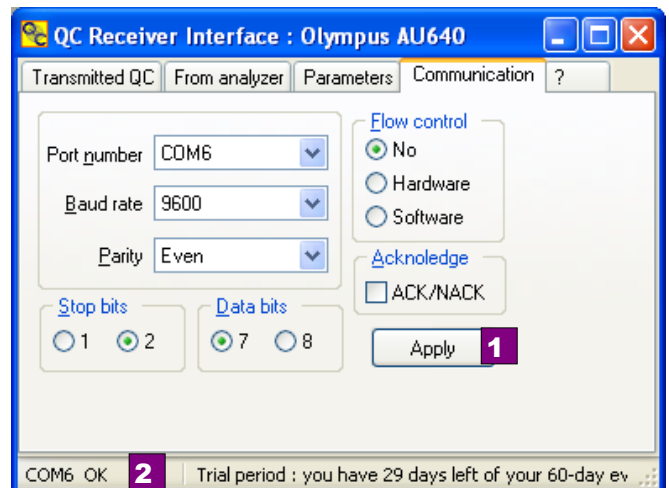 QC Receiver Interface : Olympus AU640
Transmitted QC From analyzer Parameters Communication ?
Port number COM6
Baud rate 9600
Parity Even
Stop bits
1 2
Data bits
7 8
Flow control
No
Hardware
Software
Acknoledge
ACK/NACK
Apply 1
COM6 OK 2 Trial period : you have 29 days left of your 60-day ev